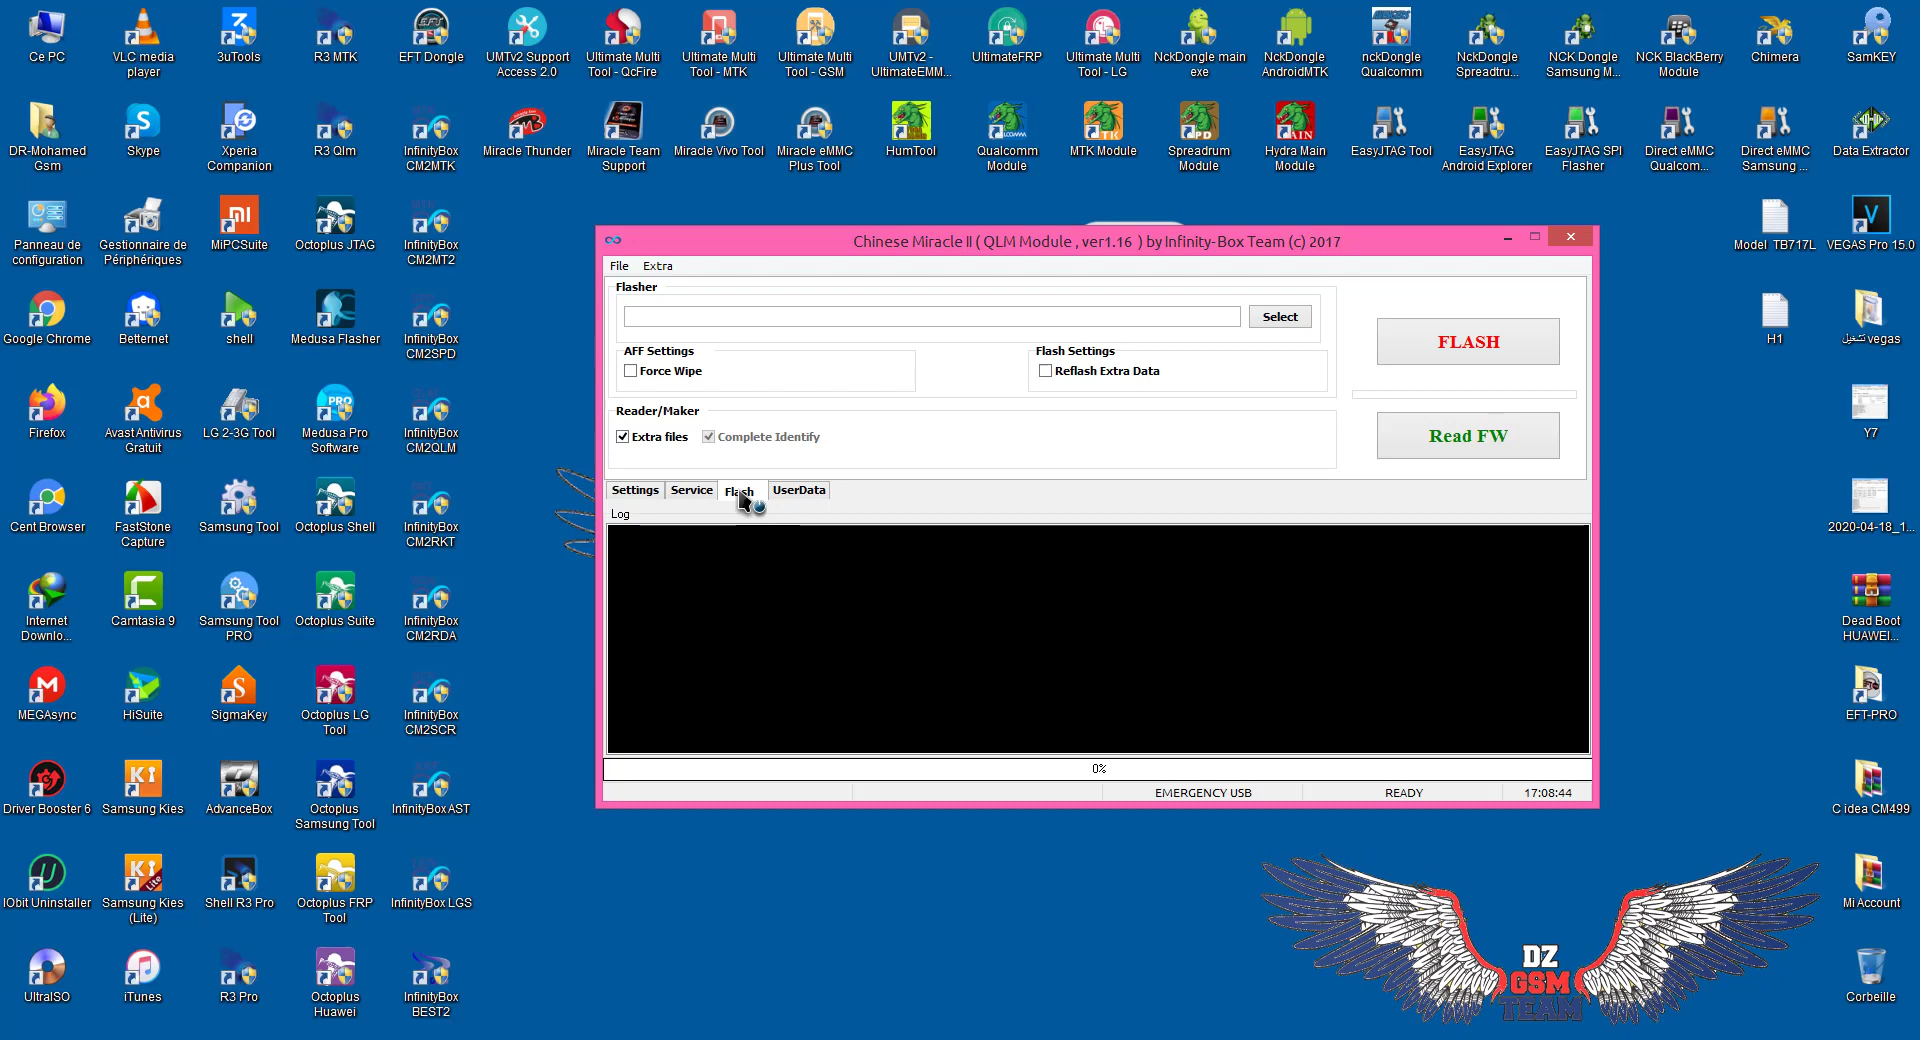 Ce PC
VLC media
player
3uTools
R3 MTK
EFT Dongle
UMTv2 Support
Access 2.0
Ultimate Multi
Tool - QcFire
Ultimate Multi
Tool - MTK
Ultimate Multi
Tool - GSM
UMTv2 -
UltimateEMM...
UltimateFRP
Ultimate Multi
Tool - LG
NckDongle main
exe
NckDongle
AndroidMTK
nckDongle
Qualcomm
NckDongle
Spreadtru...
NCK Dongle
Samsung M...
NCK BlackBerry
Module
Chimera
SamKEY
DR-Mohamed
Gsm
Skype
Xperia
Companion
R3 Qlm
InfinityBox
CM2MTK
Miracle Thunder
Miracle Team
Support
Miracle Vivo Tool
Miracle eMMC
Plus Tool
HumTool
Qualcomm
Module
MTK Module
Spreadrum
Module
Hydra Main
Module
EasyJTAG Tool
EasyJTAG
Android Explorer
EasyJTAG SPI
Flasher
Direct eMMC
Qualcom...
Direct eMMC
Samsung ...
Data Extractor
Panneau de
configuration
Gestionnaire de
Périphériques
MiPCSuite
Octoplus JTAG
InfinityBox
CM2MT2
Model TB717L
VEGAS Pro 15.0
Google Chrome
Betternet
shell
Medusa Flasher
InfinityBox
CM2SPD
H1
تشغيل vegas
Firefox
Avast Antivirus
Gratuit
LG 2-3G Tool
Medusa Pro
Software
InfinityBox
CM2QLM
Y7
Cent Browser
FastStone
Capture
Samsung Tool
Octoplus Shell
InfinityBox
CM2RKT
2020-04-18_1...
Internet
Downlo...
Camtasia 9
Samsung Tool
PRO
Octoplus Suite
InfinityBox
CM2RDA
Dead Boot
HUAWEI...
MEGAsync
HiSuite
SigmaKey
Octoplus LG
Tool
InfinityBox
CM2SCR
EFT-PRO
Driver Booster 6
Samsung Kies
AdvanceBox
Octoplus
Samsung Tool
InfinityBox AST
C idea CM499
IObit Uninstaller
Samsung Kies
(Lite)
Shell R3 Pro
Octoplus FRP
Tool
InfinityBox LGS
Mi Account
UltraISO
iTunes
R3 Pro
Octoplus
Huawei
InfinityBox
BEST2
Corbeille
Chinese Miracle II ( QLM Module , ver1.16 ) by Infinity-Box Team (c) 2017
File Extra
Flasher
Select
AFF Settings
Force Wipe
Flash Settings
Reflash Extra Data
FLASH
Reader/Maker
Extra files
Complete Identify
Read FW
Settings Service Flash UserData
Log
0%
EMERGENCY USB READY 17:08:44
DZ
GSM
TEAM